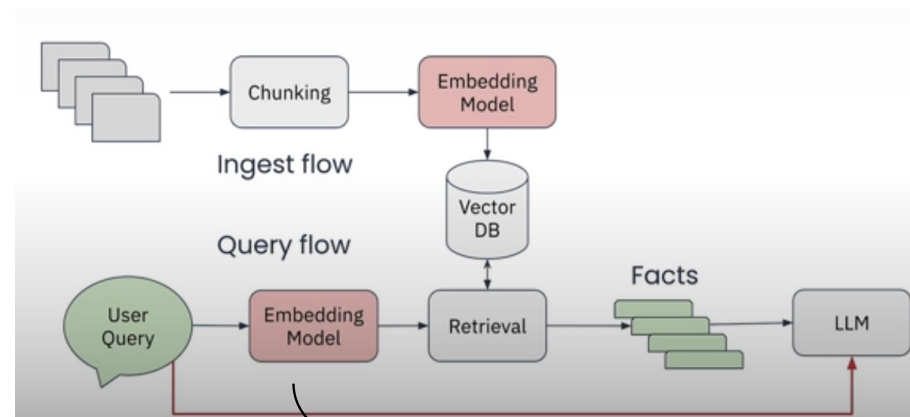 Chunking
Embedding
Model
Ingest flow
Vector
DB
Query flow
Facts
User
Query
Embedding
Model
Retrieval
LLM